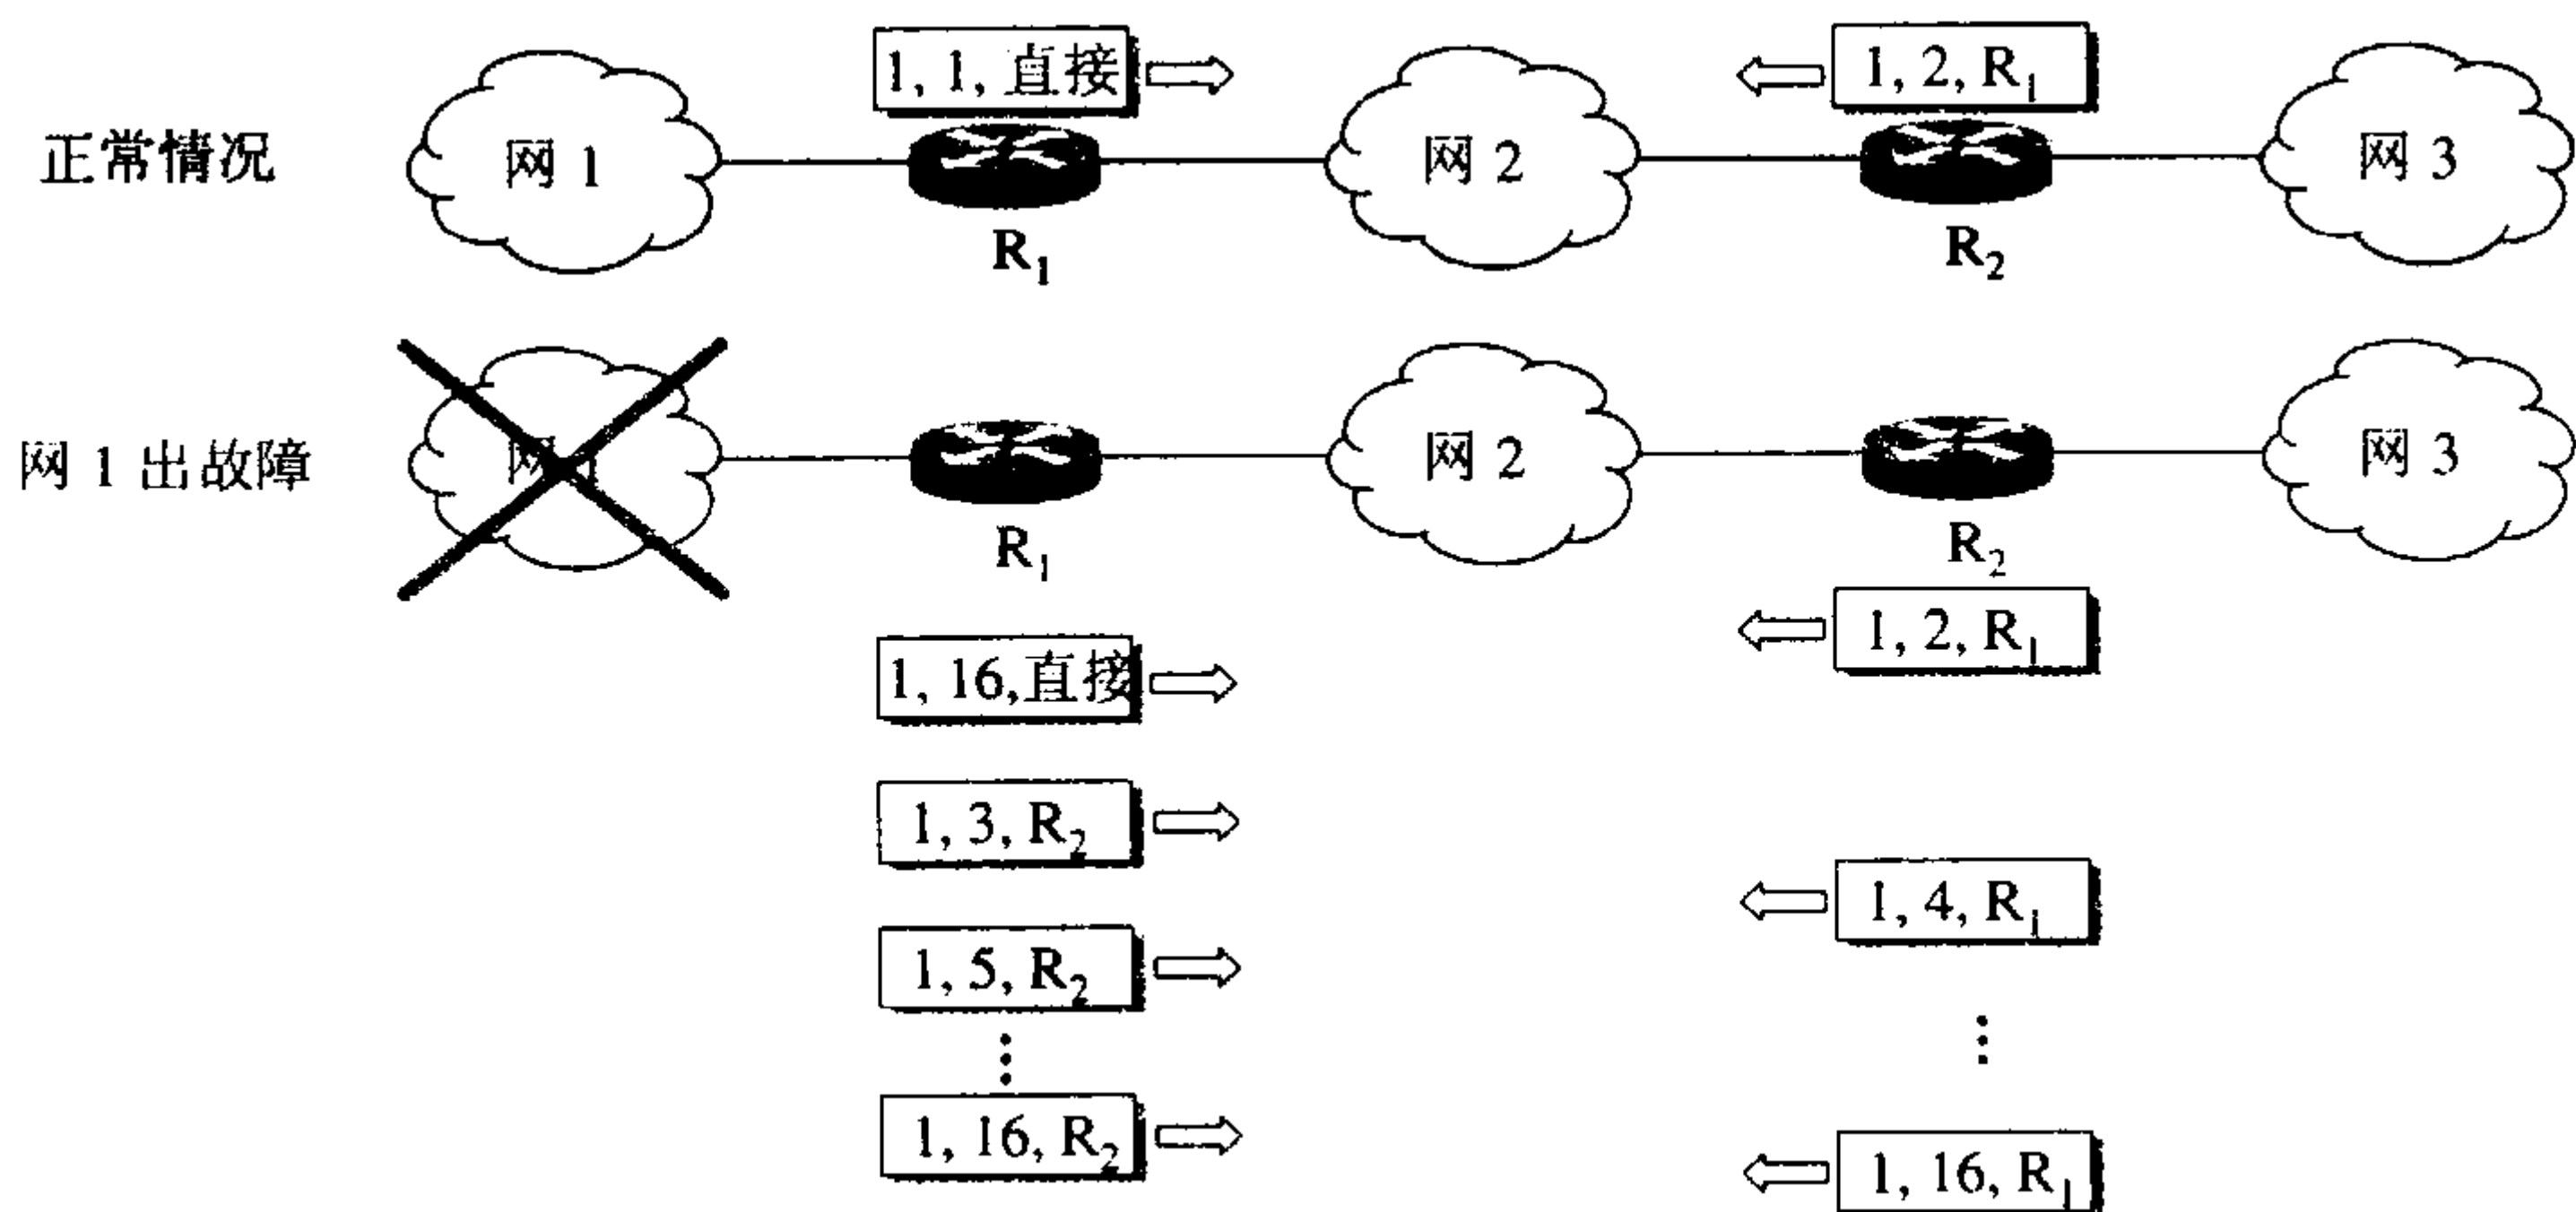 1, 1, 直接
1, 2, R₁
正常情况
网 1
网 2
网 3
R₁
R₂
网 1 出故障
网 2
网 3
R₁
R₂
1, 2, R₁
1, 16, 直接
1, 3, R₂
1, 4, R₁
1, 5, R₂
⋮
⋮
1, 16, R₂
1, 16, R₁